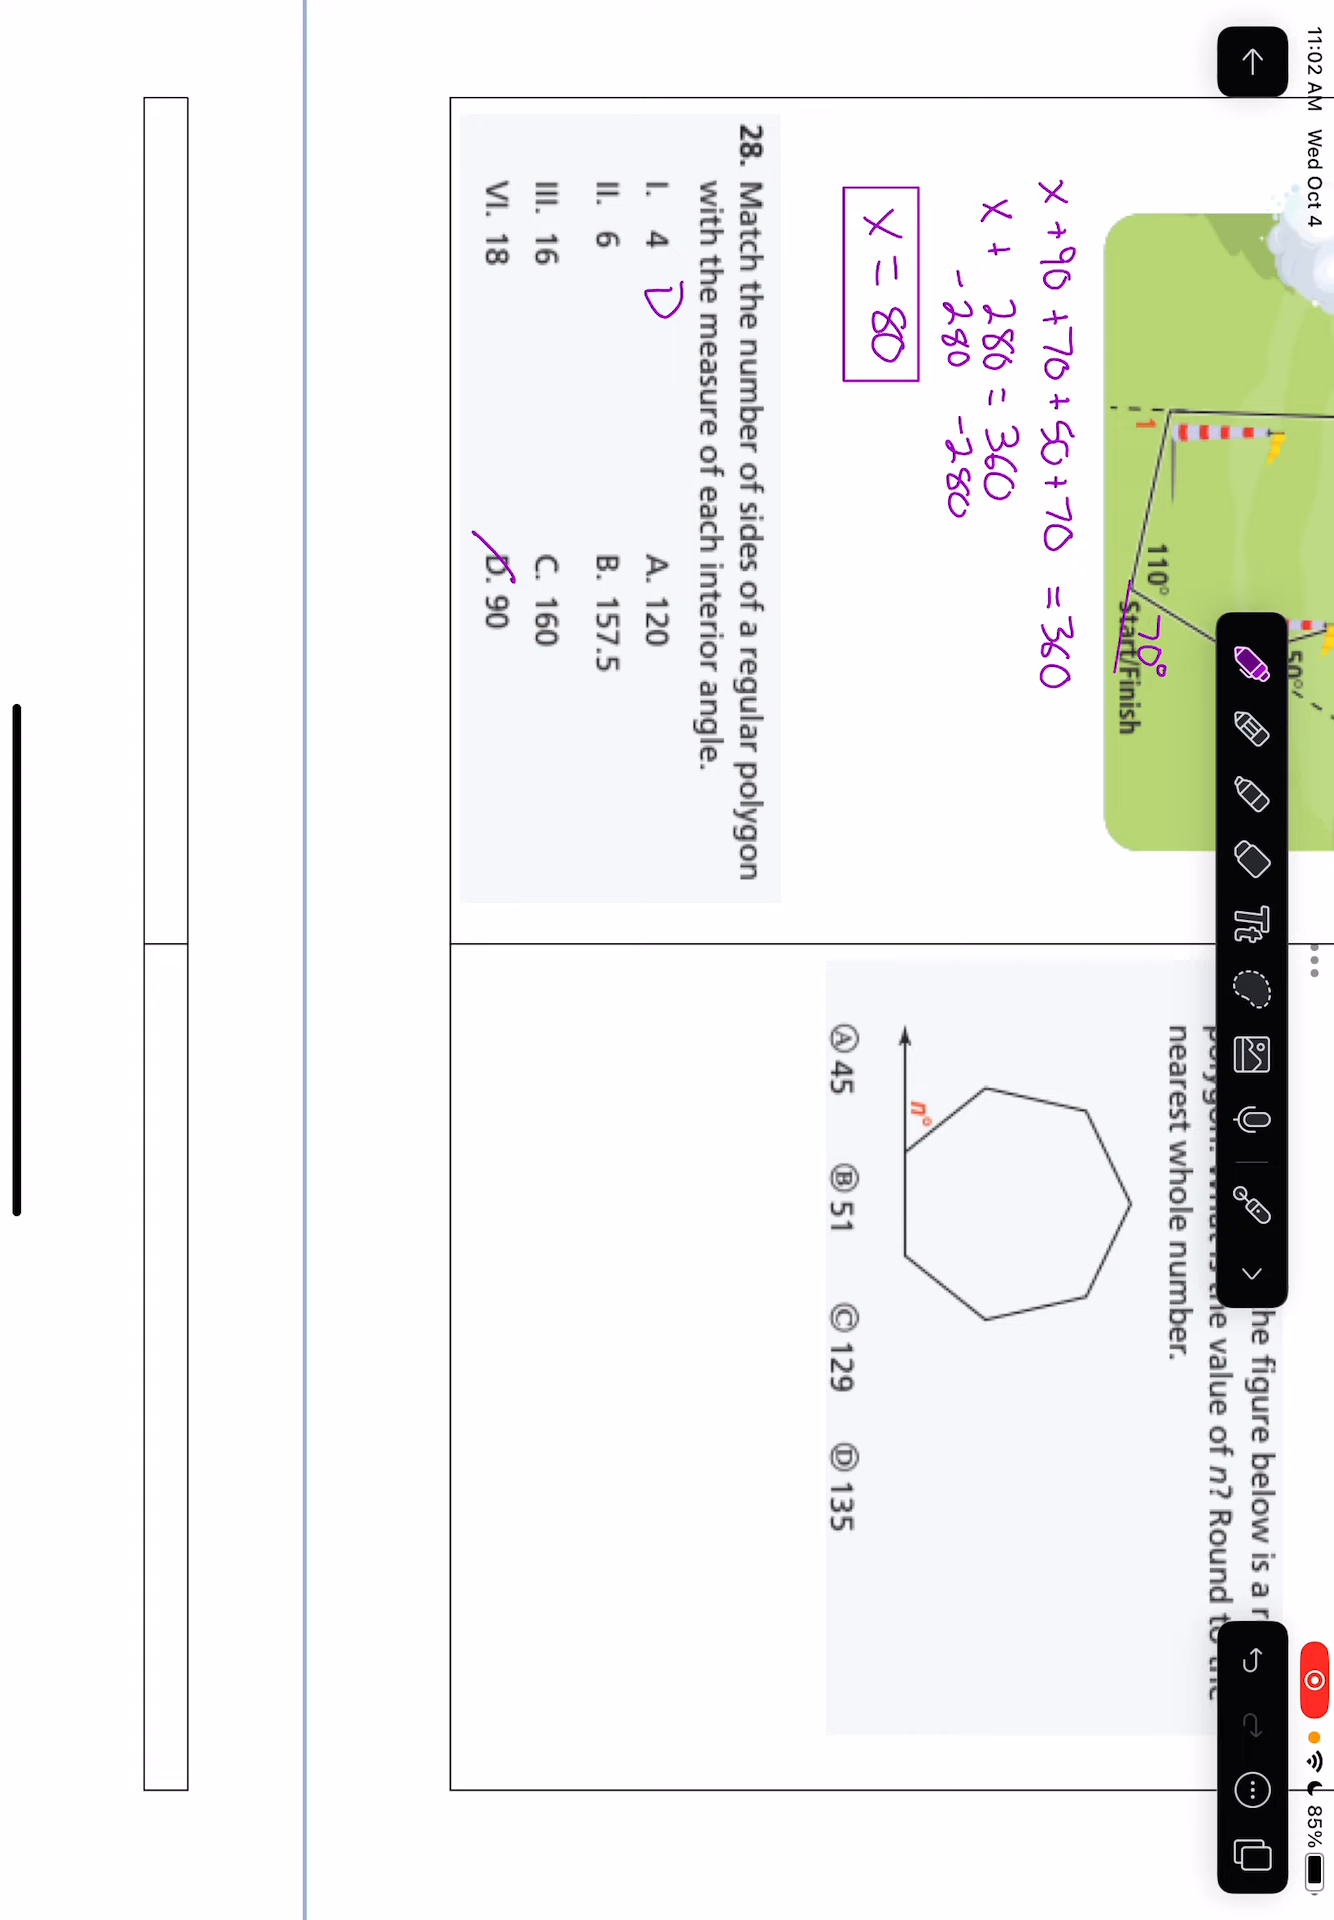 11:02 AM Wed Oct 4
85%
50°
1
110°
70°
Start/Finish
x + 90 + 70 + 50 + 70 = 360
x + 280 = 360
- 280 - 280
x = 80
28. Match the number of sides of a regular polygon
with the measure of each interior angle.
I. 4 D
A. 120
II. 6
B. 157.5
III. 16
C. 160
VI. 18
D. 90
he figure below is a r
value of n? Round to the
nearest whole number.
n°
Ⓐ 45 Ⓑ 51 Ⓒ 129 Ⓓ 135
Tt